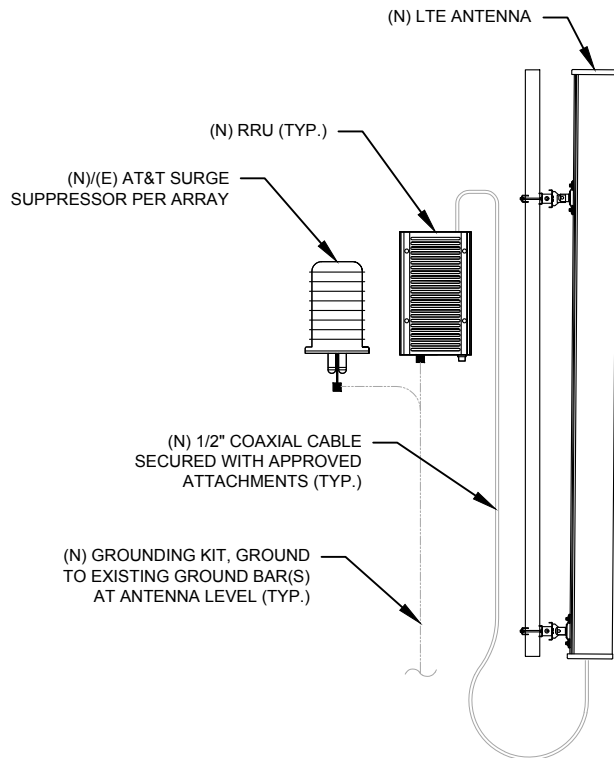 (N) LTE ANTENNA
(N) RRU (TYP.)
(N)/(E) AT&T SURGE
SUPPRESSOR PER ARRAY
(N) 1/2" COAXIAL CABLE
SECURED WITH APPROVED
ATTACHMENTS (TYP.)
(N) GROUNDING KIT, GROUND
TO EXISTING GROUND BAR(S)
AT ANTENNA LEVEL (TYP.)